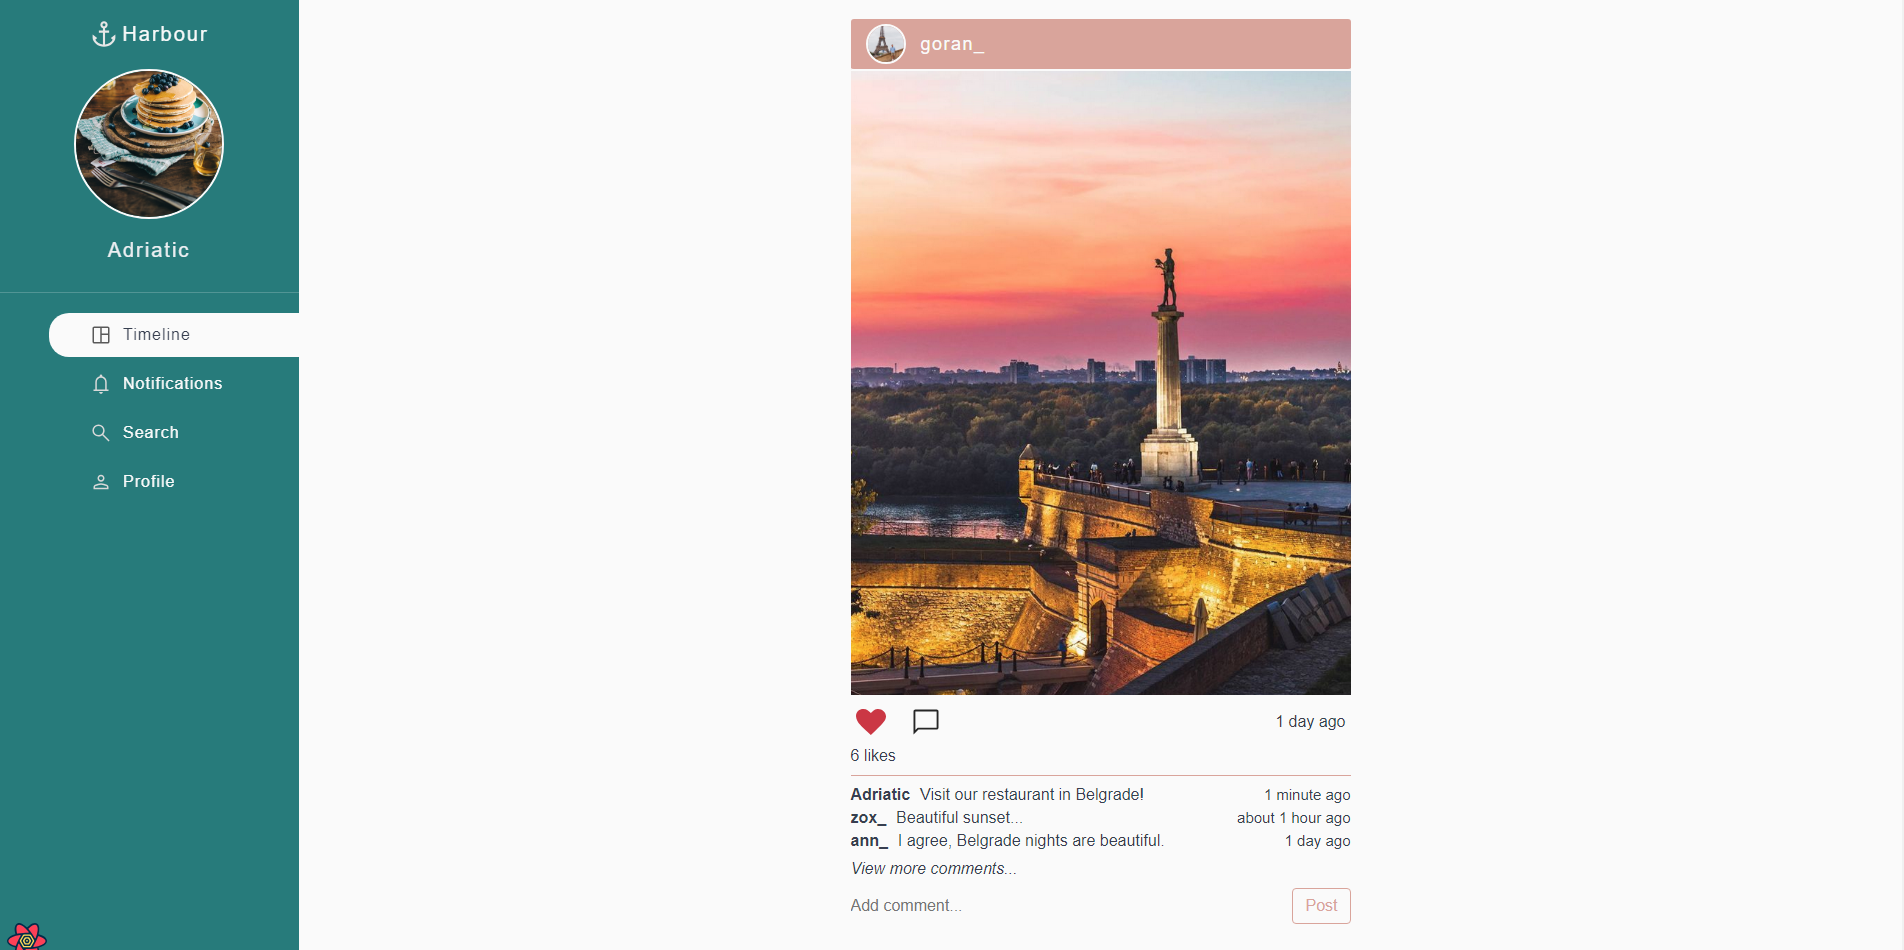 Harbour
Adriatic
Timeline
Notifications
Search
Profile
goran_
1 day ago
6 likes
Adriatic Visit our restaurant in Belgrade! 1 minute ago
zox_ Beautiful sunset... about 1 hour ago
ann_ I agree, Belgrade nights are beautiful. 1 day ago
View more comments...
Add comment... Post